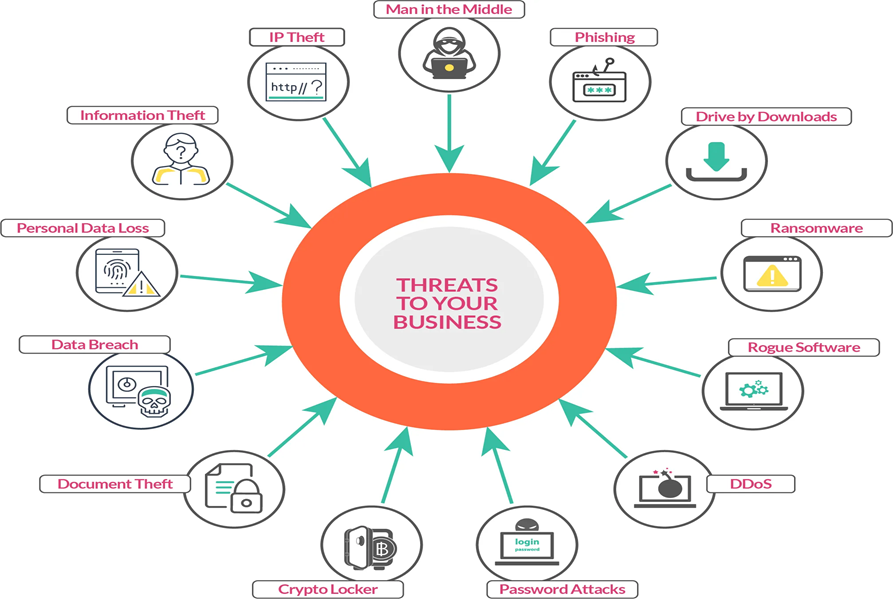 Man in the Middle
IP Theft
Phishing
http//?
***
Information Theft
Drive by Downloads
?
Personal Data Loss
Ransomware
!
!
THREATS
TO YOUR
BUSINESS
Data Breach
Rogue Software
Document Theft
DDoS
login
password
Crypto Locker
Password Attacks